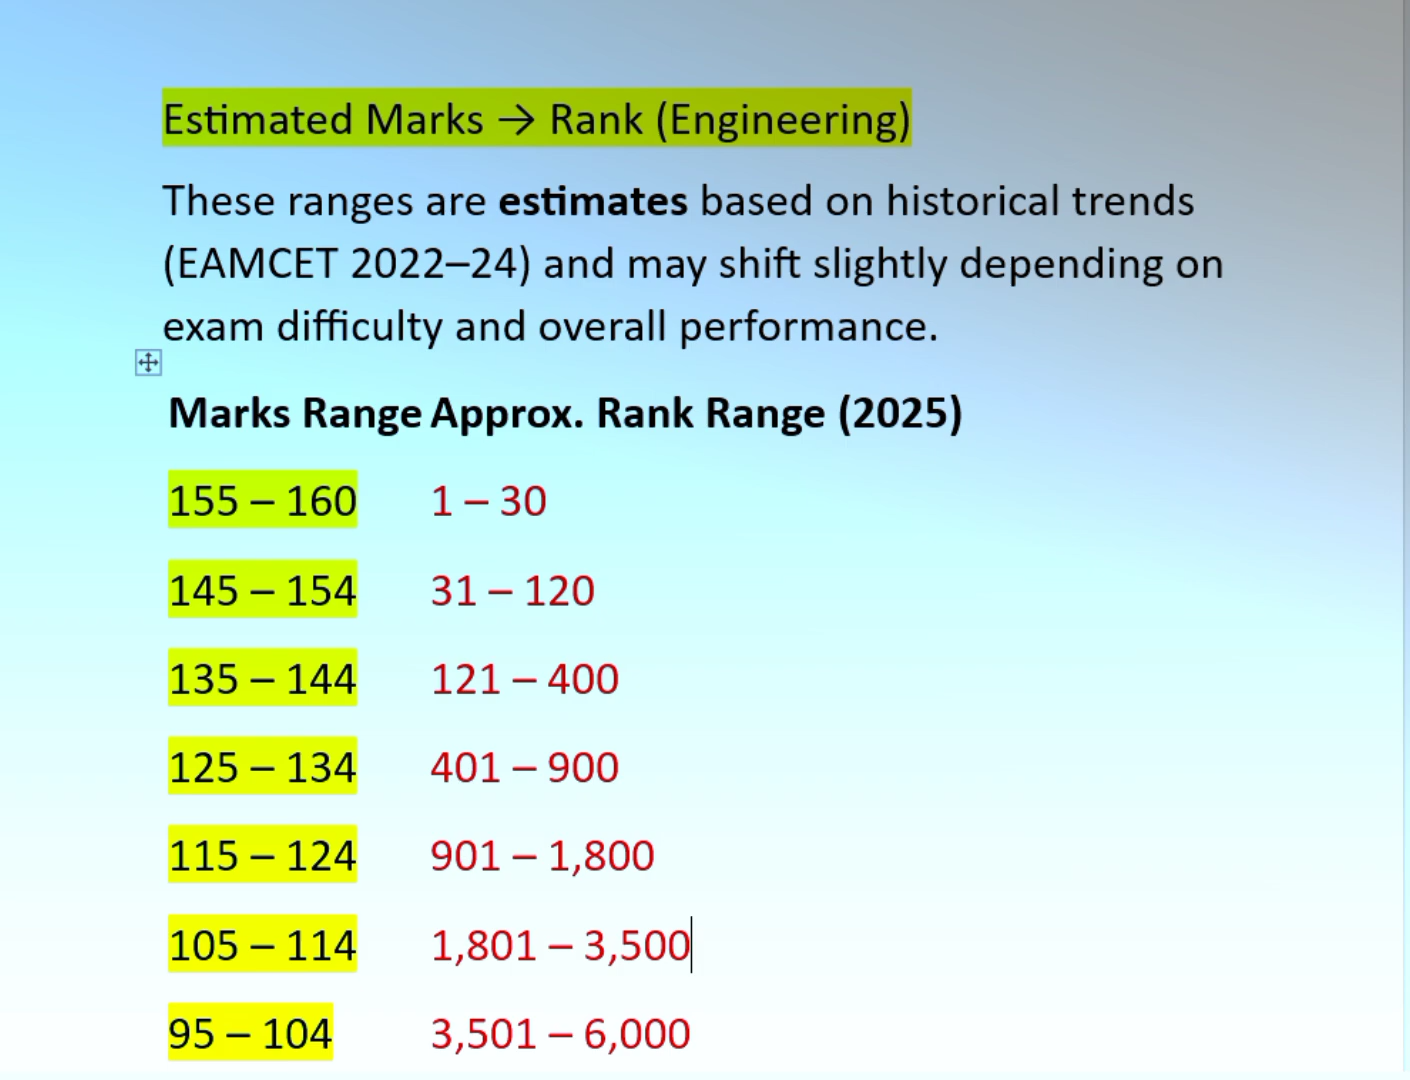 Estimated Marks → Rank (Engineering)
These ranges are estimates based on historical trends
(EAMCET 2022–24) and may shift slightly depending on
exam difficulty and overall performance.
Marks Range Approx. Rank Range (2025)
155 – 160 1 – 30
145 – 154 31 – 120
135 – 144 121 – 400
125 – 134 401 – 900
115 – 124 901 – 1,800
105 – 114 1,801 – 3,500
95 – 104 3,501 – 6,000